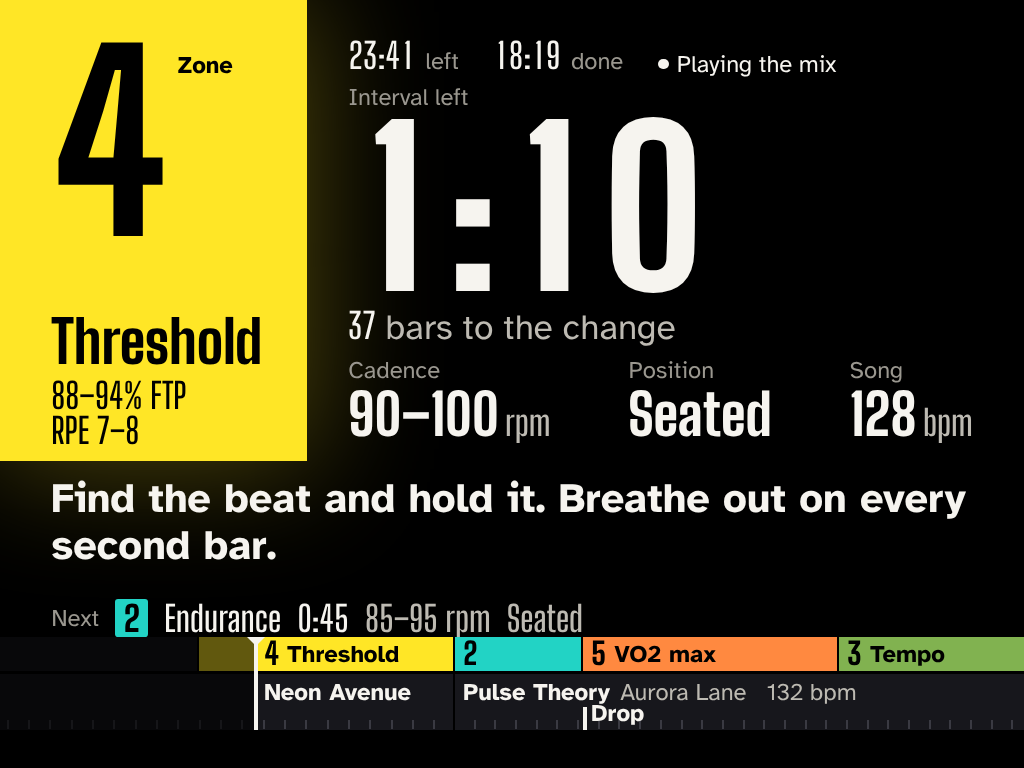 4 Zone
Threshold
88–94% FTP
RPE 7–8
23:41 left 18:19 done Playing the mix
Interval left
1:10
37 bars to the change
Cadence Position Song
90–100 rpm Seated 128 bpm
Find the beat and hold it. Breathe out on every
second bar.
Next 2 Endurance 0:45 85–95 rpm Seated
4 Threshold 2 5 VO2 max 3 Tempo
Neon Avenue Pulse Theory Aurora Lane 132 bpm
Drop